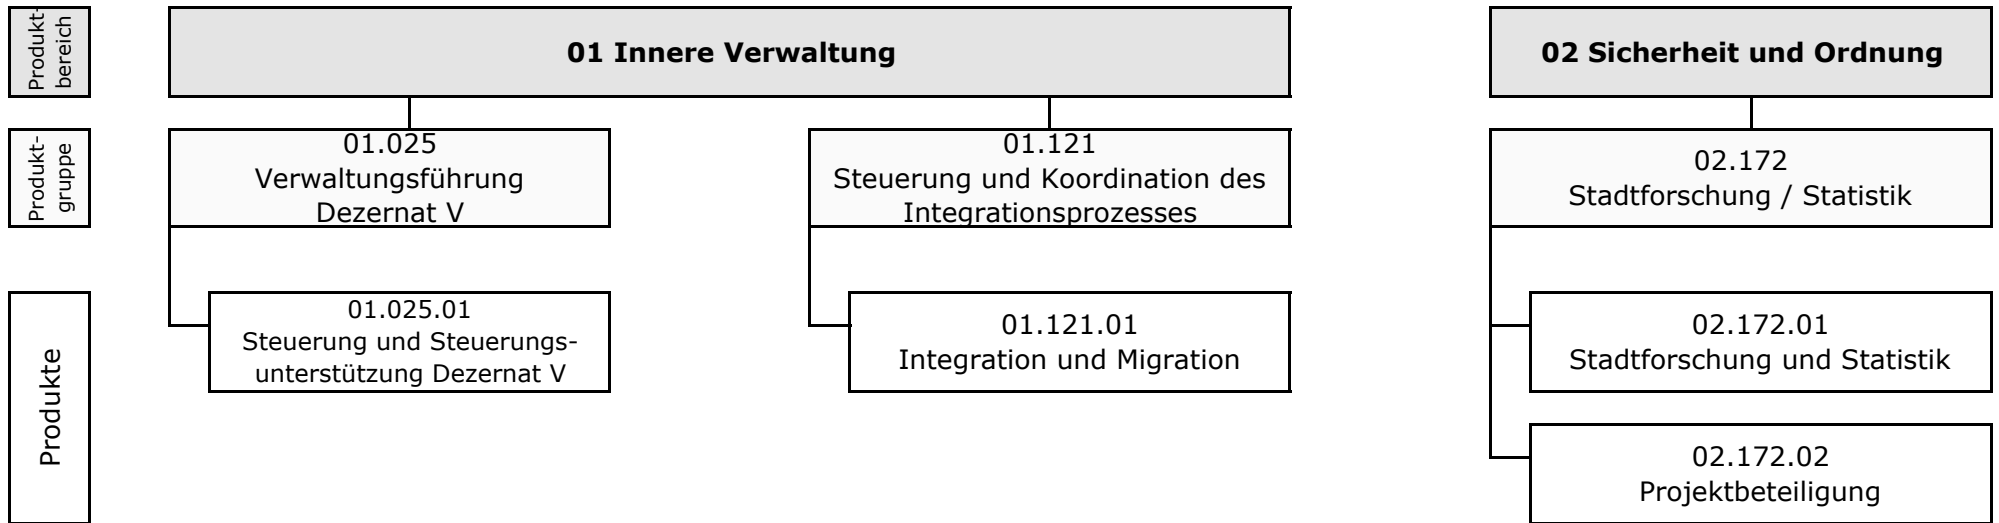 Produkt-
bereich
01 Innere Verwaltung
02 Sicherheit und Ordnung
Produkt-
gruppe
01.025
Verwaltungsführung
Dezernat V
01.121
Steuerung und Koordination des
Integrationsprozesses
02.172
Stadtforschung / Statistik
Produkte
01.025.01
Steuerung und Steuerungs-
unterstützung Dezernat V
01.121.01
Integration und Migration
02.172.01
Stadtforschung und Statistik
02.172.02
Projektbeteiligung